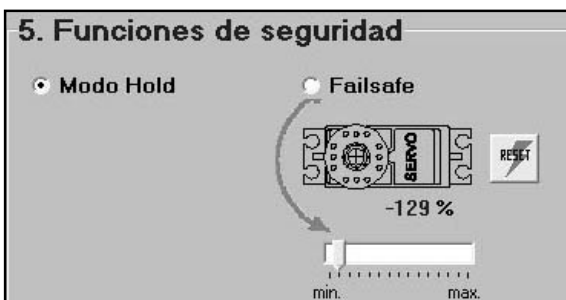 5. Funciones de seguridad
Modo Hold
Failsafe
SERVO
RESET
-129 %
min.
max.